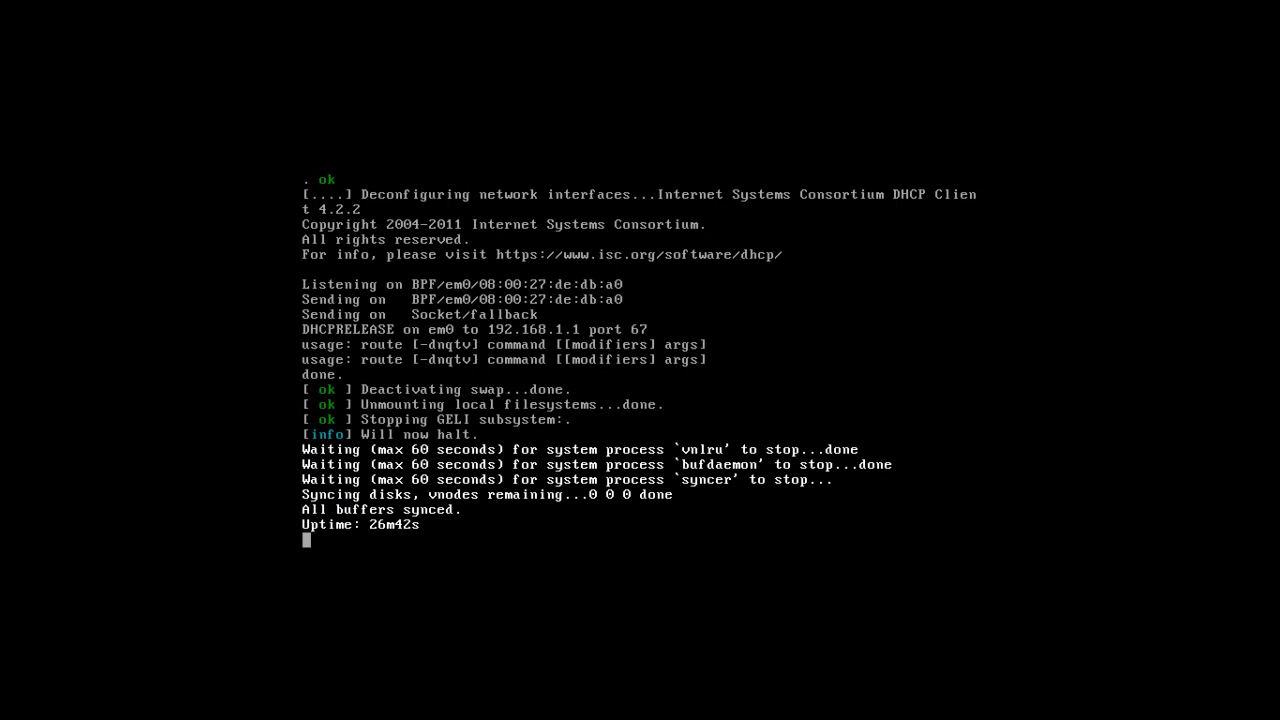 . ok
[....] Deconfiguring network interfaces...Internet Systems Consortium DHCP Clien
t 4.2.2
Copyright 2004-2011 Internet Systems Consortium.
All rights reserved.
For info, please visit https://www.isc.org/software/dhcp/
Listening on BPF/em0/08:00:27:de:db:a0
Sending on   BPF/em0/08:00:27:de:db:a0
Sending on   Socket/fallback
DHCPRELEASE on em0 to 192.168.1.1 port 67
usage: route [-dnqtv] command [[modifiers] args]
usage: route [-dnqtv] command [[modifiers] args]
done.
[ ok ] Deactivating swap...done.
[ ok ] Unmounting local filesystems...done.
[ ok ] Stopping GELI subsystem:.
[info] Will now halt.
Waiting (max 60 seconds) for system process `vnlru' to stop...done
Waiting (max 60 seconds) for system process `bufdaemon' to stop...done
Waiting (max 60 seconds) for system process `syncer' to stop...
Syncing disks, vnodes remaining...0 0 0 done
All buffers synced.
Uptime: 26m42s